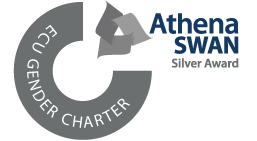 Athena
SWAN
Silver Award
ECU GENDER CHARTER